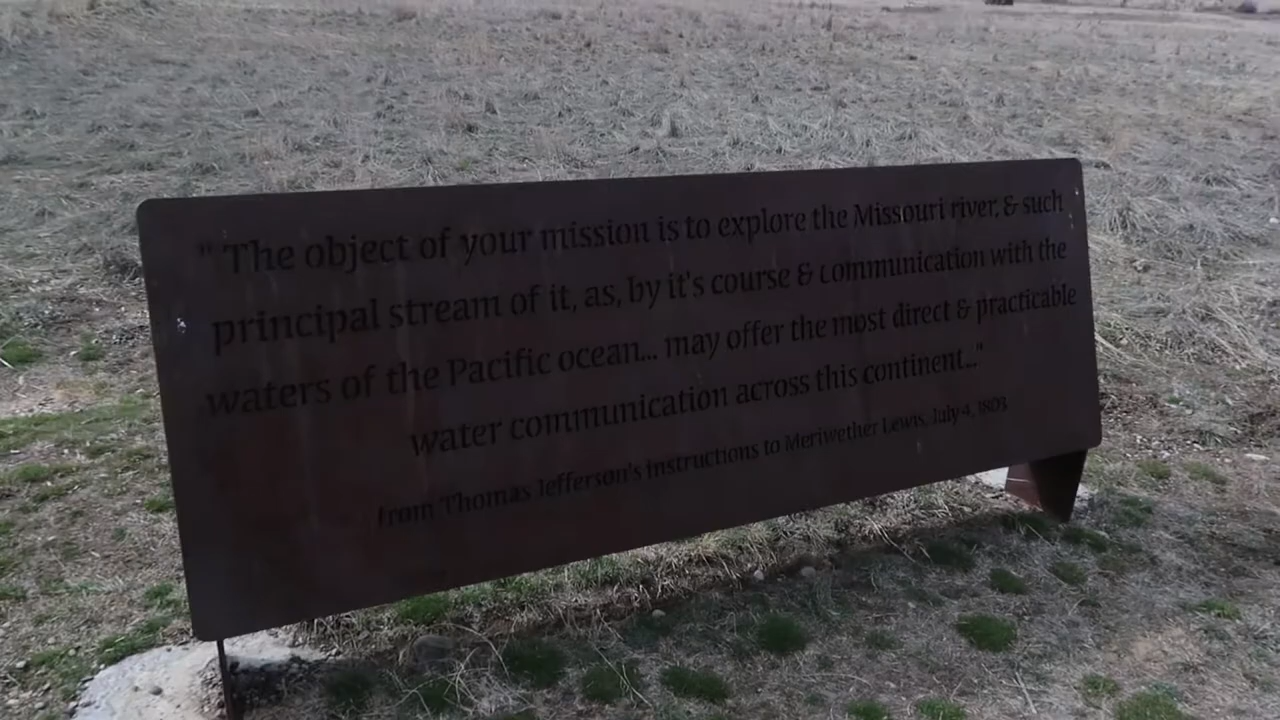 " The object of your mission is to explore the Missouri river, & such
principal stream of it, as, by it's course & communication with the
waters of the Pacific ocean... may offer the most direct & practicable
water communication across this continent..."
from Thomas Jefferson's instructions to Meriwether Lewis, July 4, 1803